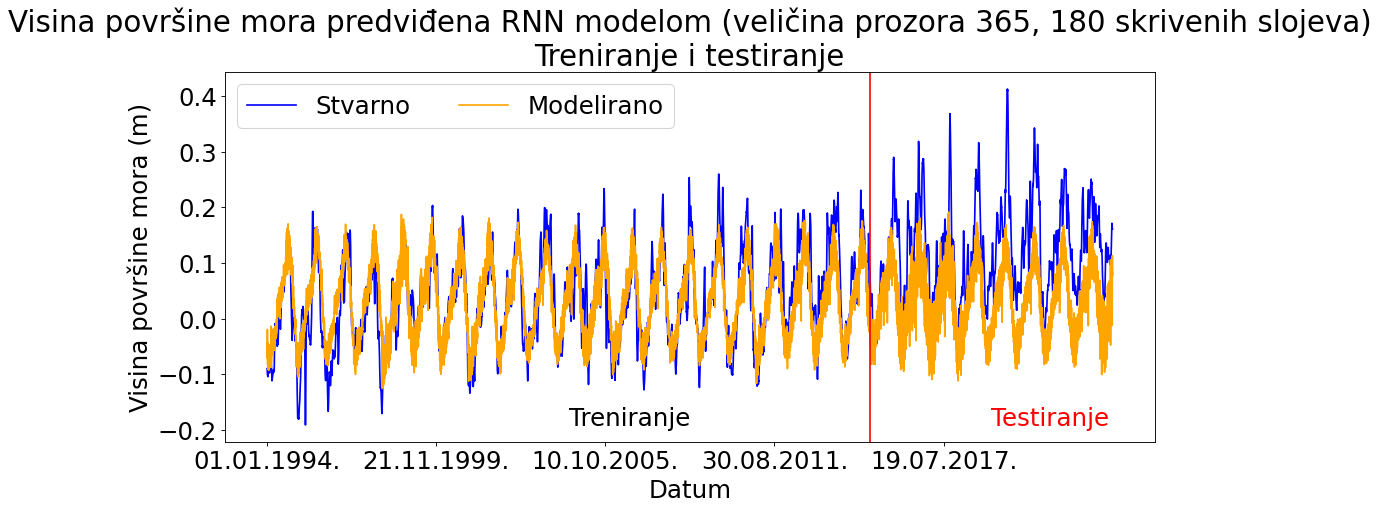 Visina površine mora predviđena RNN modelom (veličina prozora 365, 180 skrivenih slojeva)
Treniranje i testiranje
Stvarno
Modelirano
Visina površine mora (m)
0.4
0.3
0.2
0.1
0.0
−0.1
−0.2
Treniranje
Testiranje
01.01.1994.
21.11.1999.
10.10.2005.
30.08.2011.
19.07.2017.
Datum